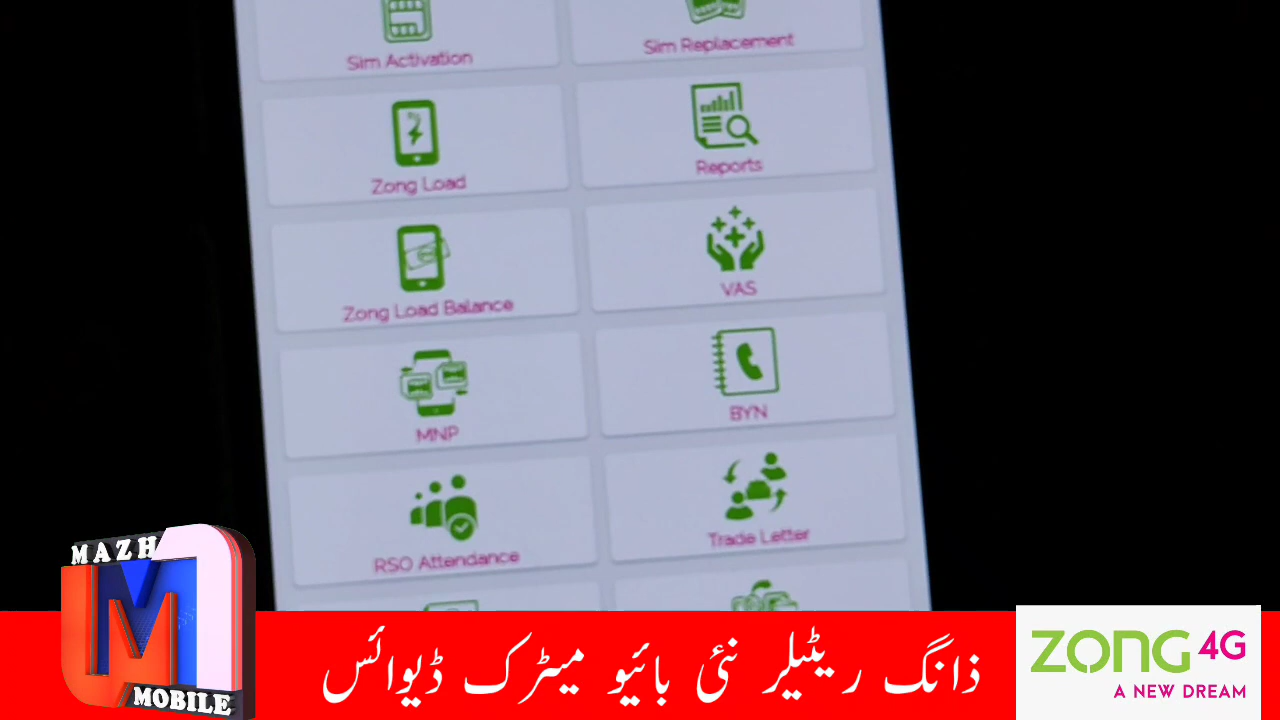 Sim Activation
Sim Replacement
Zong Load
Reports
Zong Load Balance
VAS
MNP
BYN
RSO Attendance
Trade Letter
MAZH
MOBILE
ذانگ ریٹیلر نئی بائیو میٹرک ڈیوائس
ZONG 4G
A NEW DREAM